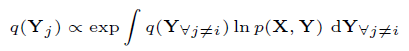 q(Y_j) ∝ exp ∫ q(Y_{∀j≠i}) ln p(X, Y) dY_{∀j≠i}